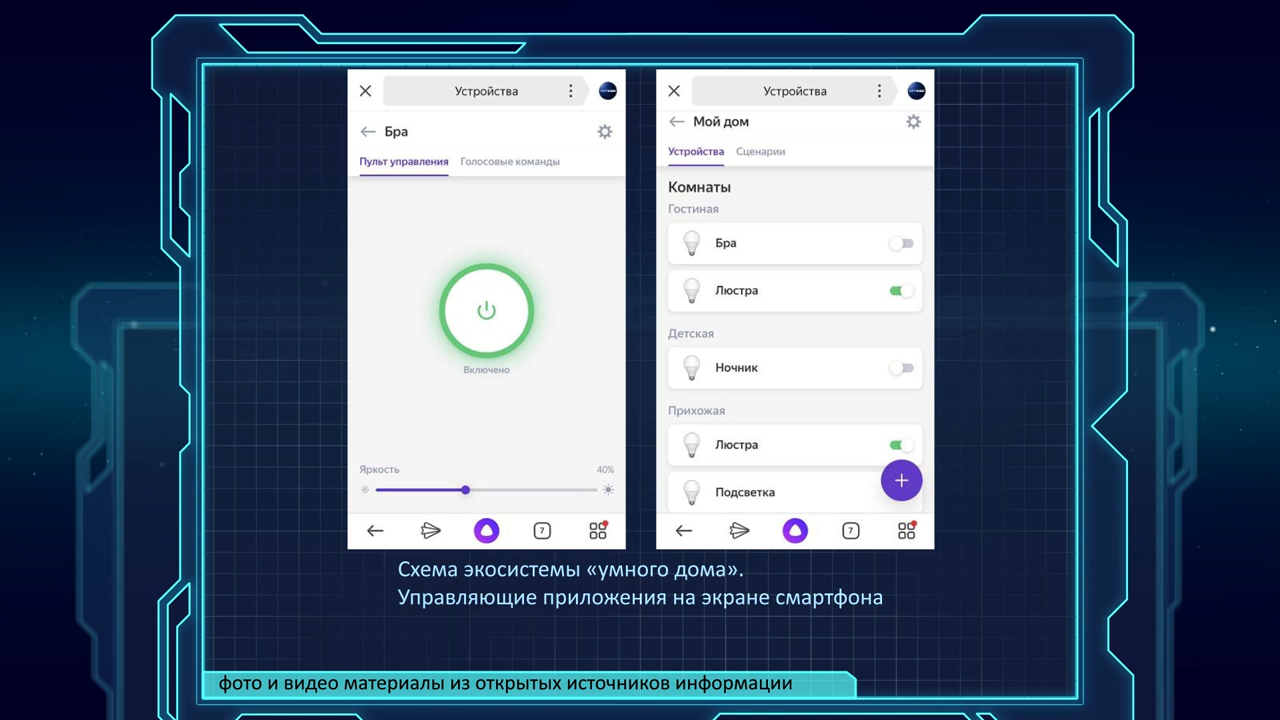 Устройства
Бра
Пульт управления
Голосовые команды
Включено
Яркость
40%
7
Устройства
Мой дом
Устройства
Сценарии
Комнаты
Гостиная
Бра
Люстра
Детская
Ночник
Прихожая
Люстра
Подсветка
7
Схема экосистемы «умного дома».
Управляющие приложения на экране смартфона
фото и видео материалы из открытых источников информации